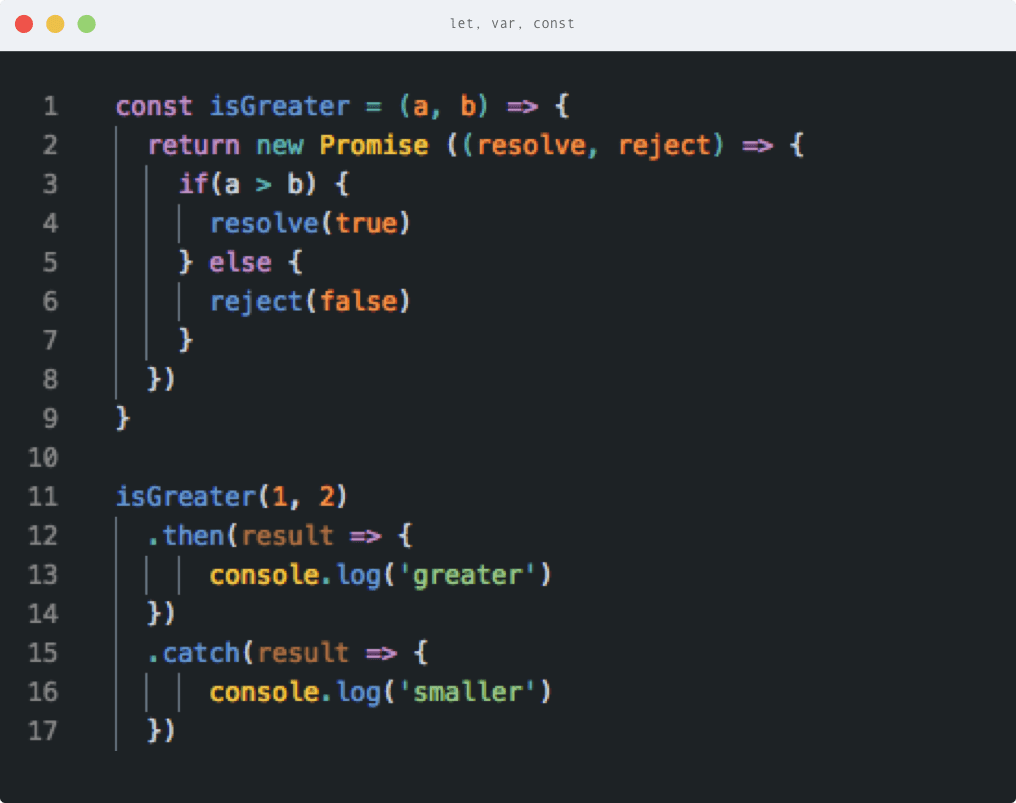 let, var, const
1 const isGreater = (a, b) => {
2 return new Promise ((resolve, reject) => {
3 if(a > b) {
4 resolve(true)
5 } else {
6 reject(false)
7 }
8 })
9 }
10
11 isGreater(1, 2)
12 .then(result => {
13 console.log('greater')
14 })
15 .catch(result => {
16 console.log('smaller')
17 })